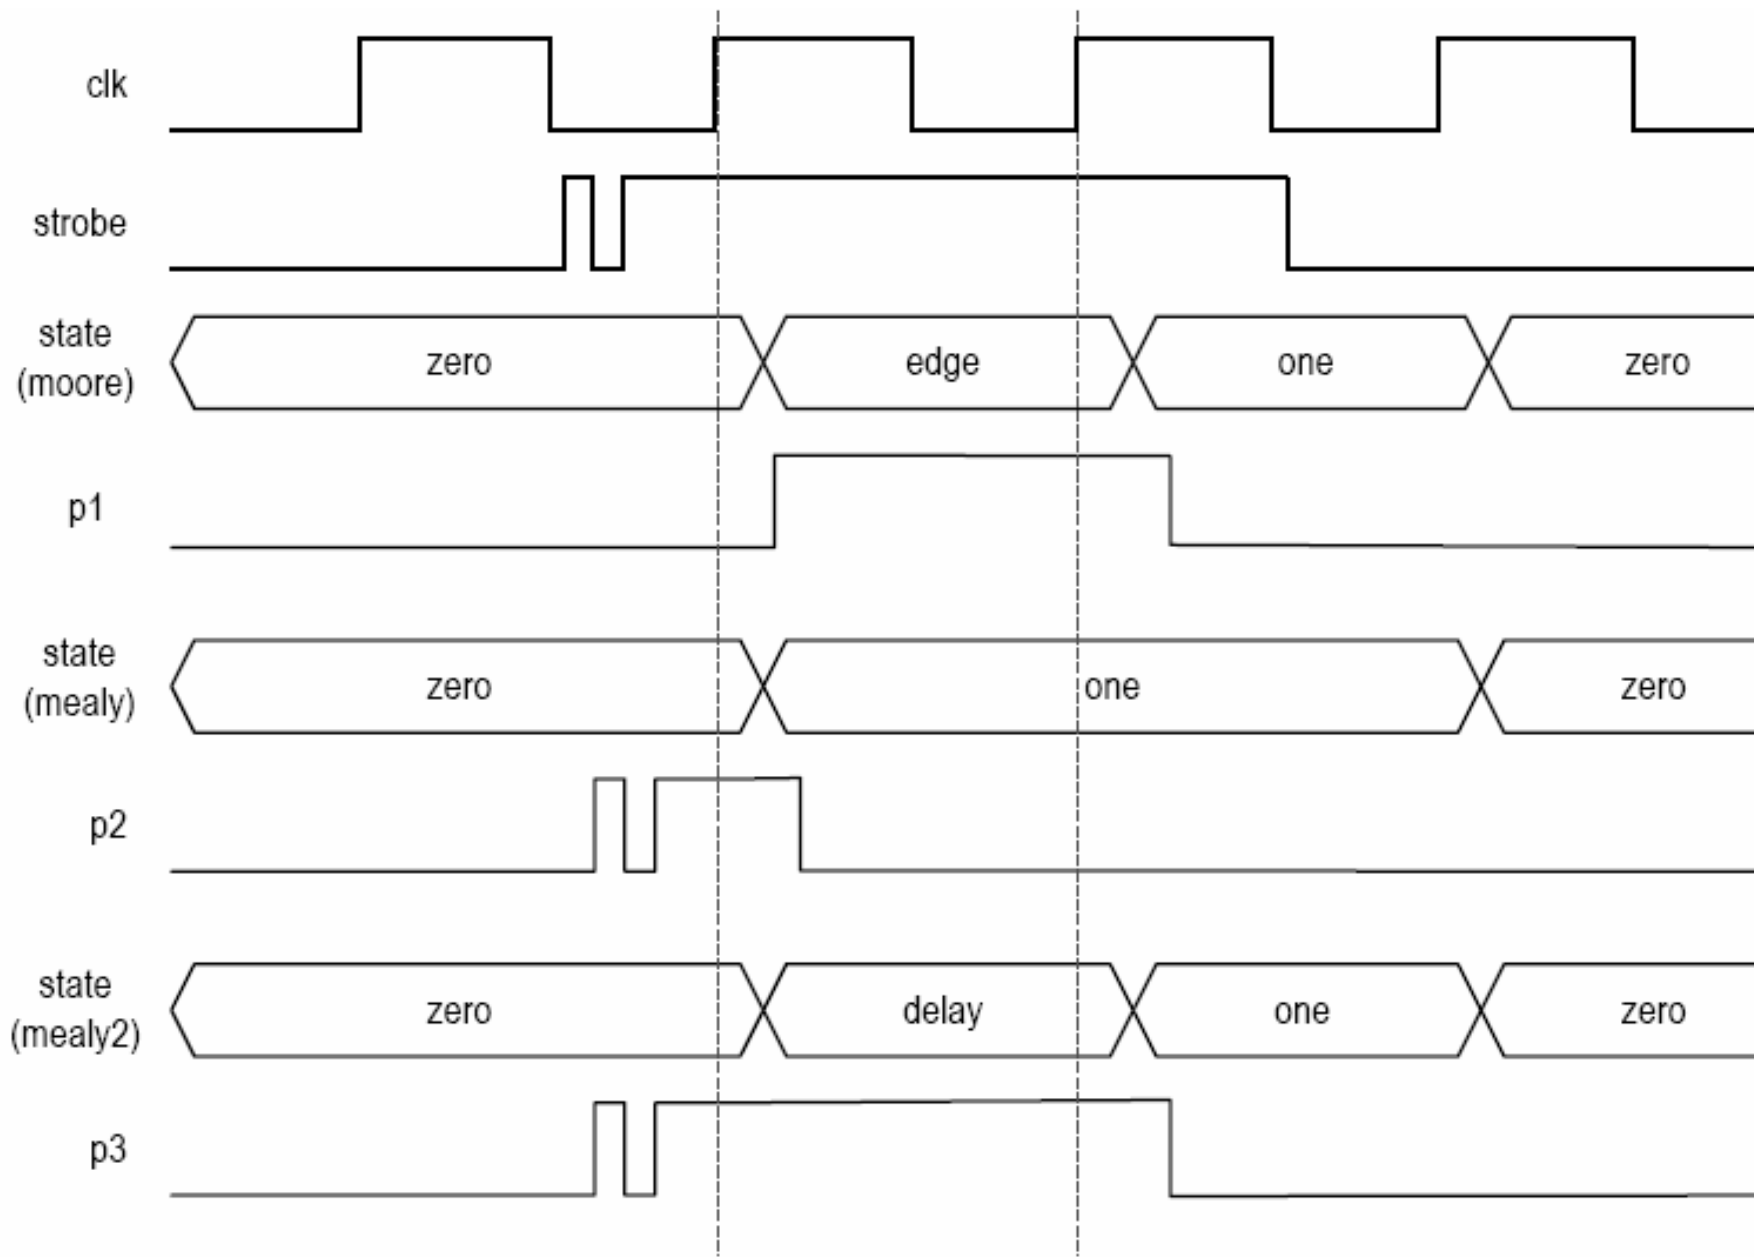 clk
strobe
state
(moore)
zero
edge
one
zero
p1
state
(mealy)
zero
one
zero
p2
state
(mealy2)
zero
delay
one
zero
p3